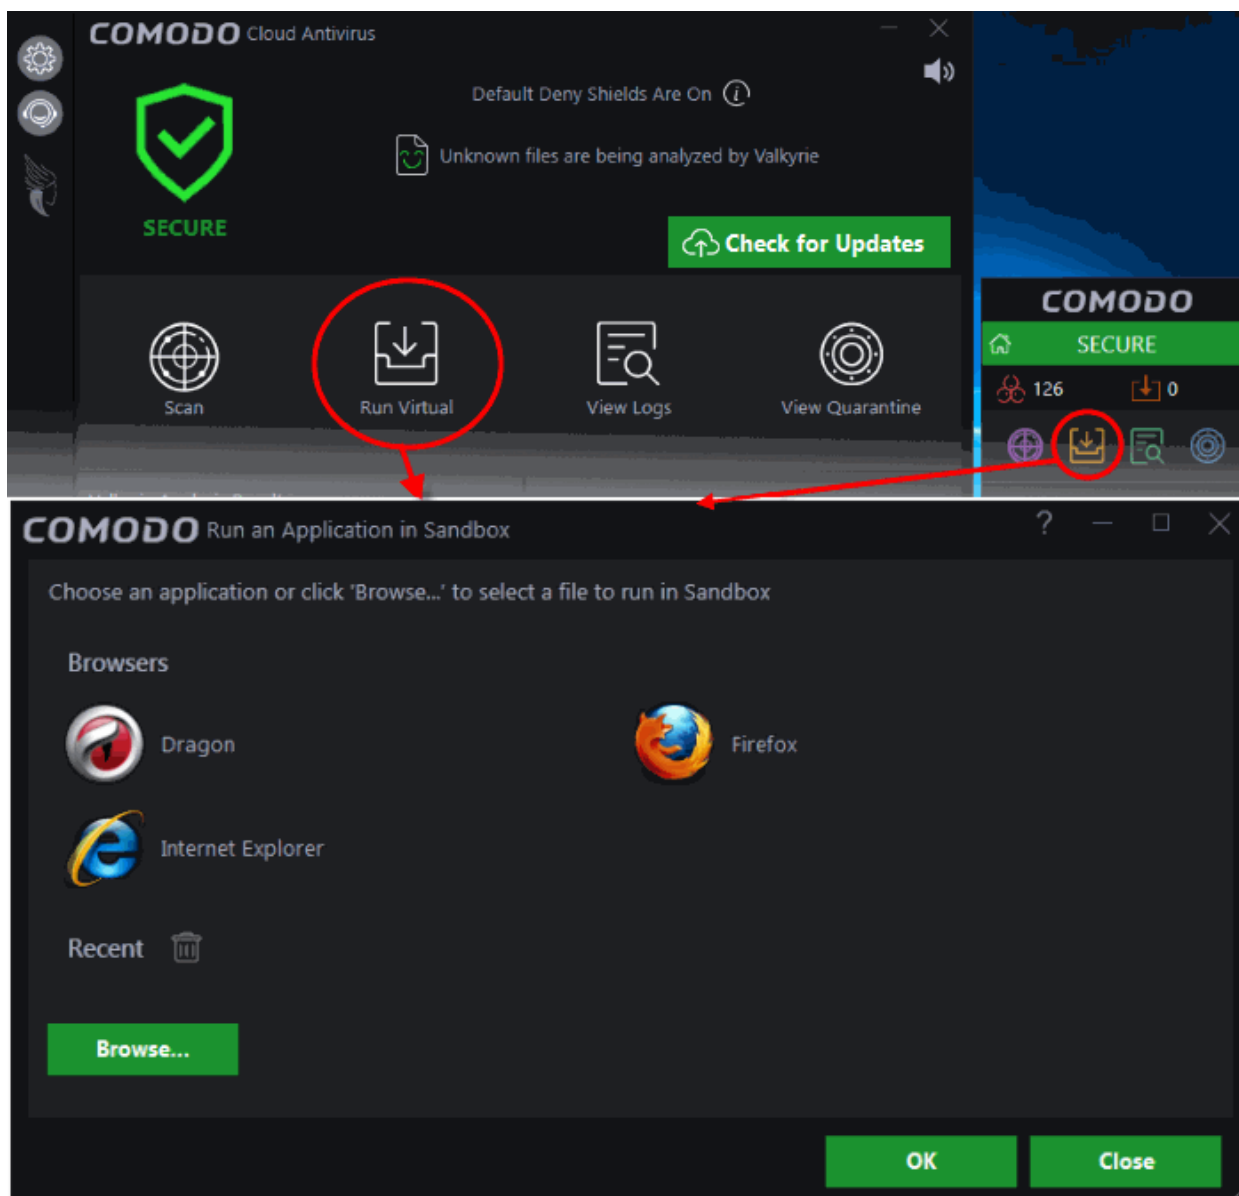 COMODO Cloud Antivirus
Default Deny Shields Are On
Unknown files are being analyzed by Valkyrie
SECURE
Check for Updates
Scan
Run Virtual
View Logs
View Quarantine
COMODO
SECURE
126
0
COMODO Run an Application in Sandbox
?
Choose an application or click 'Browse...' to select a file to run in Sandbox
Browsers
Dragon
Firefox
Internet Explorer
Recent
Browse...
OK
Close